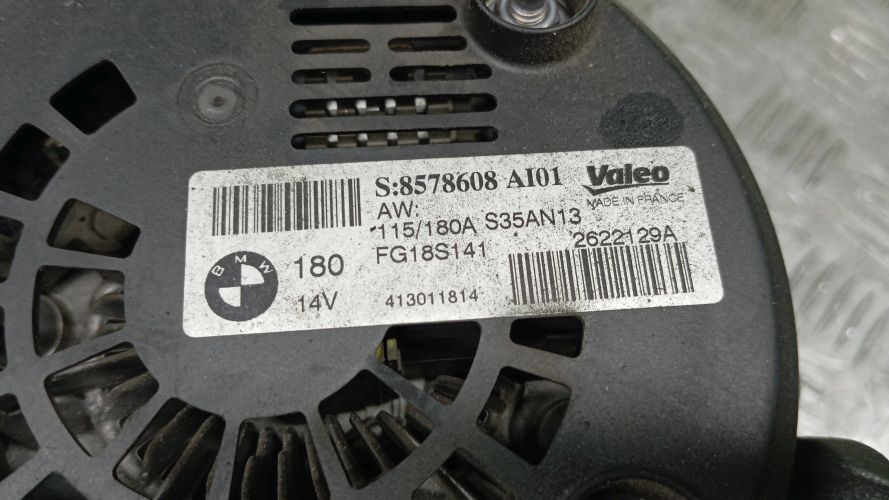 S:8578608 AI01 Valeo
AW: MADE IN FRANCE
115/180A S35AN13
FG18S141 2622129A
BMW 180
14V 413011814